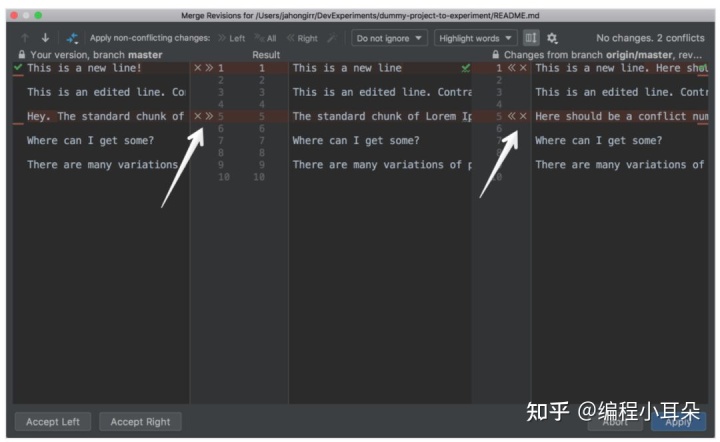 Merge Revisions for /Users/jahongirr/DevExperiments/dummy-project-to-experiment/README.md
Apply non-conflicting changes: Left All Right Do not ignore Highlight words No changes. 2 conflicts
Your version, branch master Result Changes from branch origin/master, rev...
This is a new line! 1 1 This is a new line 1 This is a new line. Here
2 2 2
This is an edited line. Co 3 3 This is an edited line. Contra 3 This is an edited line. Contr
4 4 4
Hey. The standard chunk of 5 5 The standard chunk of Lorem Ip 5 Here should be a conflict num
6 6 6
Where can I get some? 7 7 Where can I get some? 7 Where can I get some?
8 8 8
There are many variations 9 9 There are many variations of p 9 There are many variations of
10 10 10
Accept Left Accept Right Abort Apply
知乎 @编程小耳朵